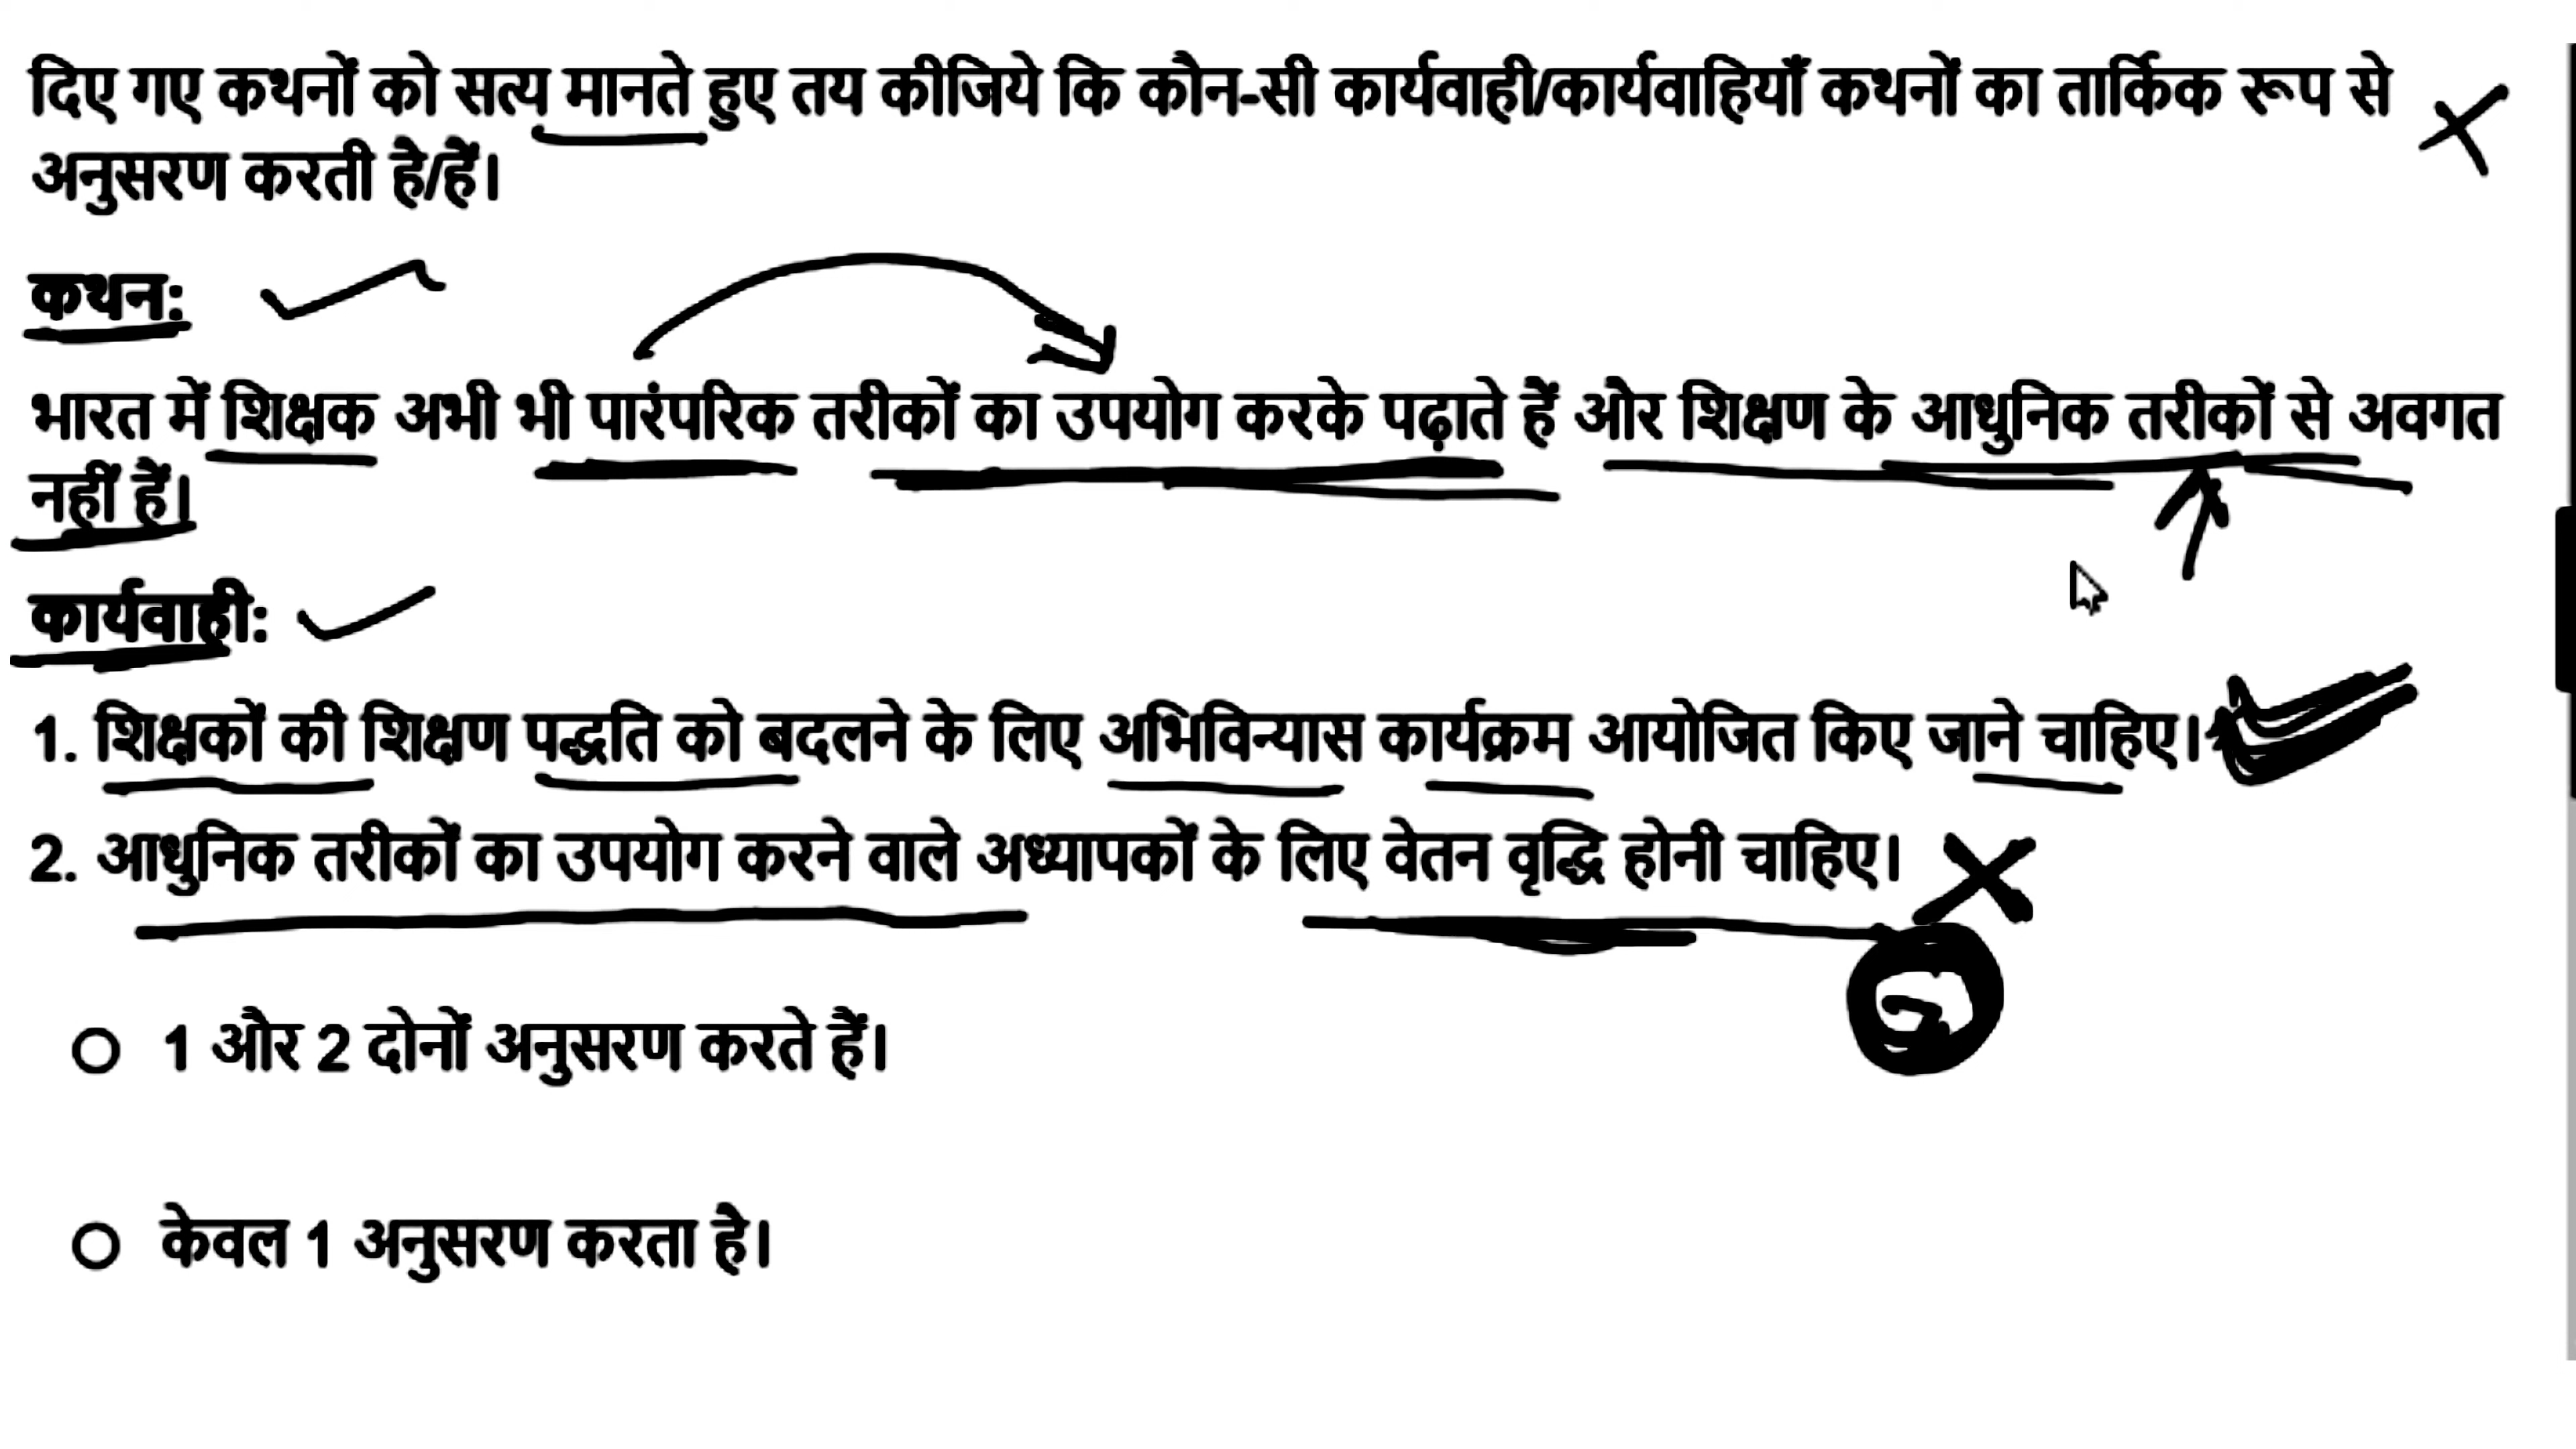 दिए गए कथनों को सत्य मानते हुए तय कीजिये कि कौन-सी कार्यवाही/कार्यवाहियाँ कथनों का तार्किक रूप से
अनुसरण करती है/हैं।
कथन:
भारत में शिक्षक अभी भी पारंपरिक तरीकों का उपयोग करके पढ़ाते हैं और शिक्षण के आधुनिक तरीकों से अवगत
नहीं हैं।
कार्यवाही:
1. शिक्षकों की शिक्षण पद्धति को बदलने के लिए अभिविन्यास कार्यक्रम आयोजित किए जाने चाहिए।
2. आधुनिक तरीकों का उपयोग करने वाले अध्यापकों के लिए वेतन वृद्धि होनी चाहिए।
1 और 2 दोनों अनुसरण करते हैं।
केवल 1 अनुसरण करता है।